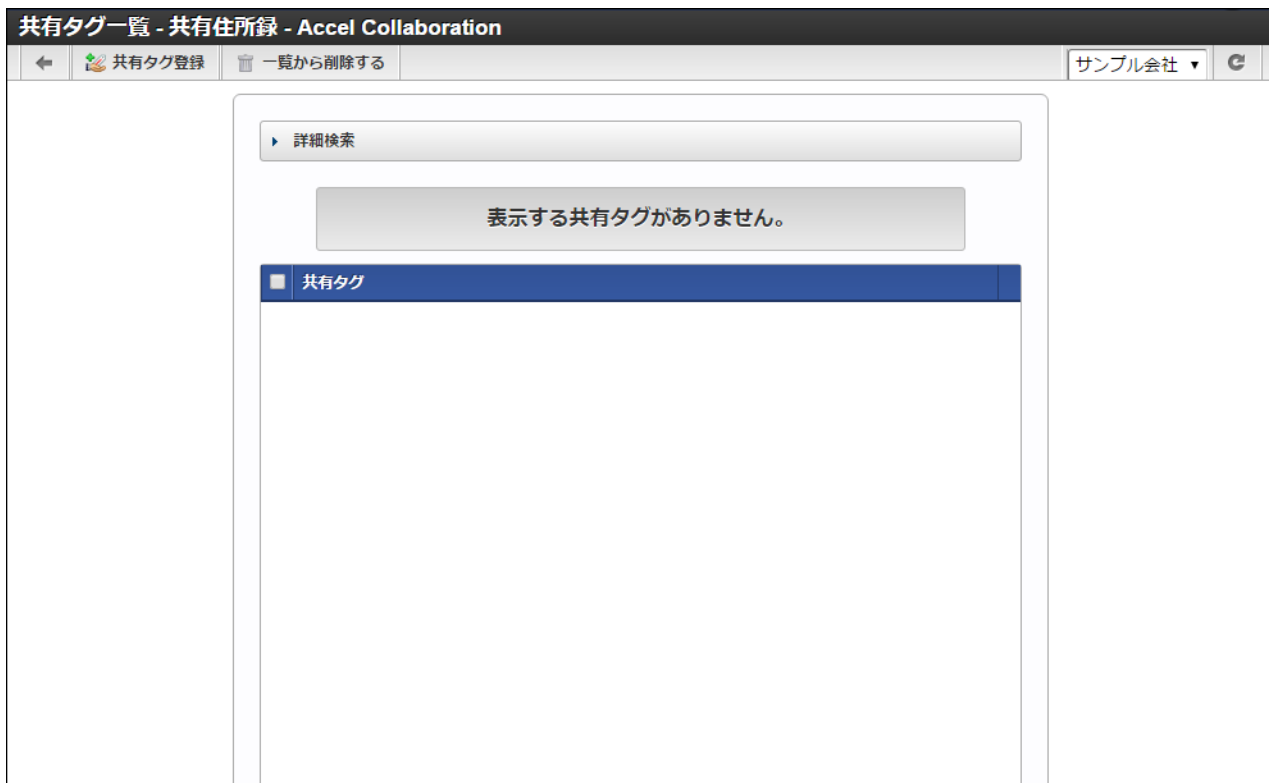 共有タグ一覧 - 共有住所録 - Accel Collaboration
共有タグ登録 一覧から削除する サンプル会社
詳細検索
表示する共有タグがありません。
共有タグ